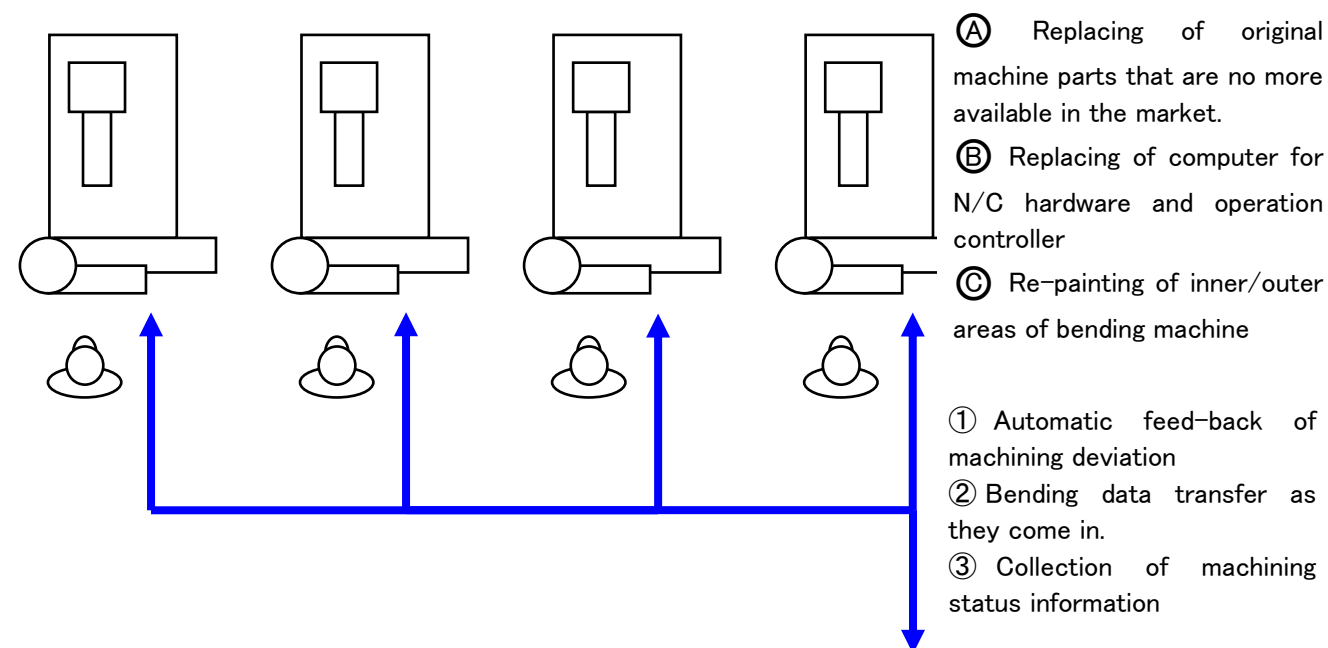 Ⓐ Replacing of original
machine parts that are no more
available in the market.
Ⓑ Replacing of computer for
N/C hardware and operation
controller
Ⓒ Re-painting of inner/outer
areas of bending machine
① Automatic feed-back of
machining deviation
② Bending data transfer as
they come in.
③ Collection of machining
status information